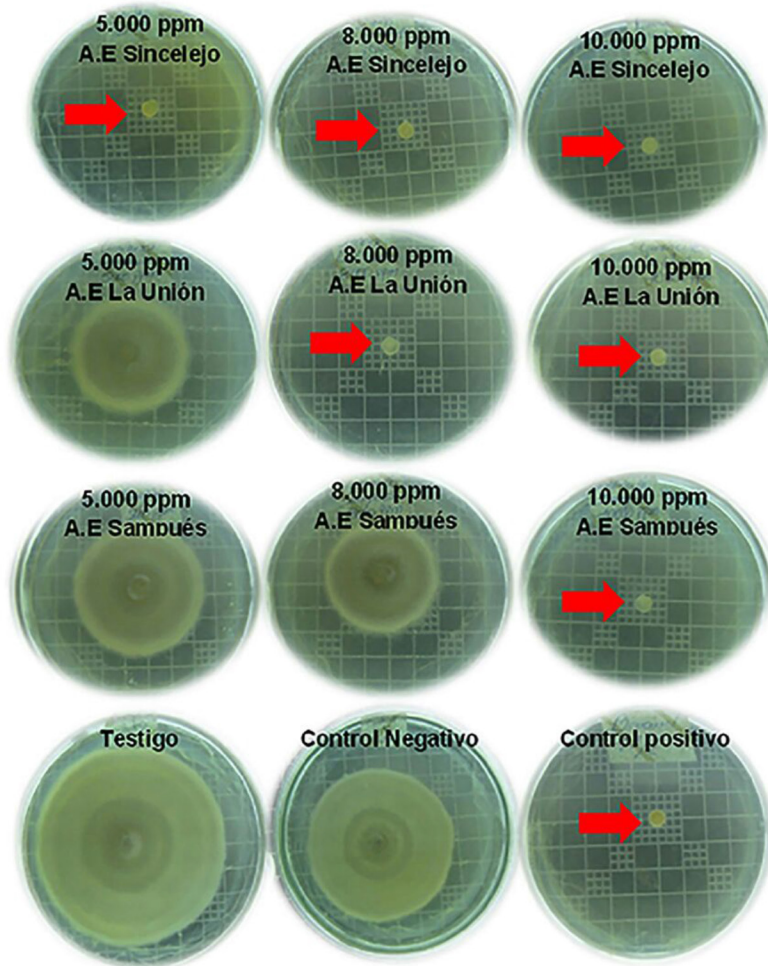 5.000 ppm
A.E Sincelejo
8.000 ppm
A.E Sincelejo
10.000 ppm
A.E Sincelejo
5.000 ppm
A.E La Unión
8.000 ppm
A.E La Unión
10.000 ppm
A.E La Unión
5.000 ppm
A.E Sampués
8.000 ppm
A.E Sampués
10.000 ppm
A.E Sampués
Testigo
Control Negativo
Control positivo